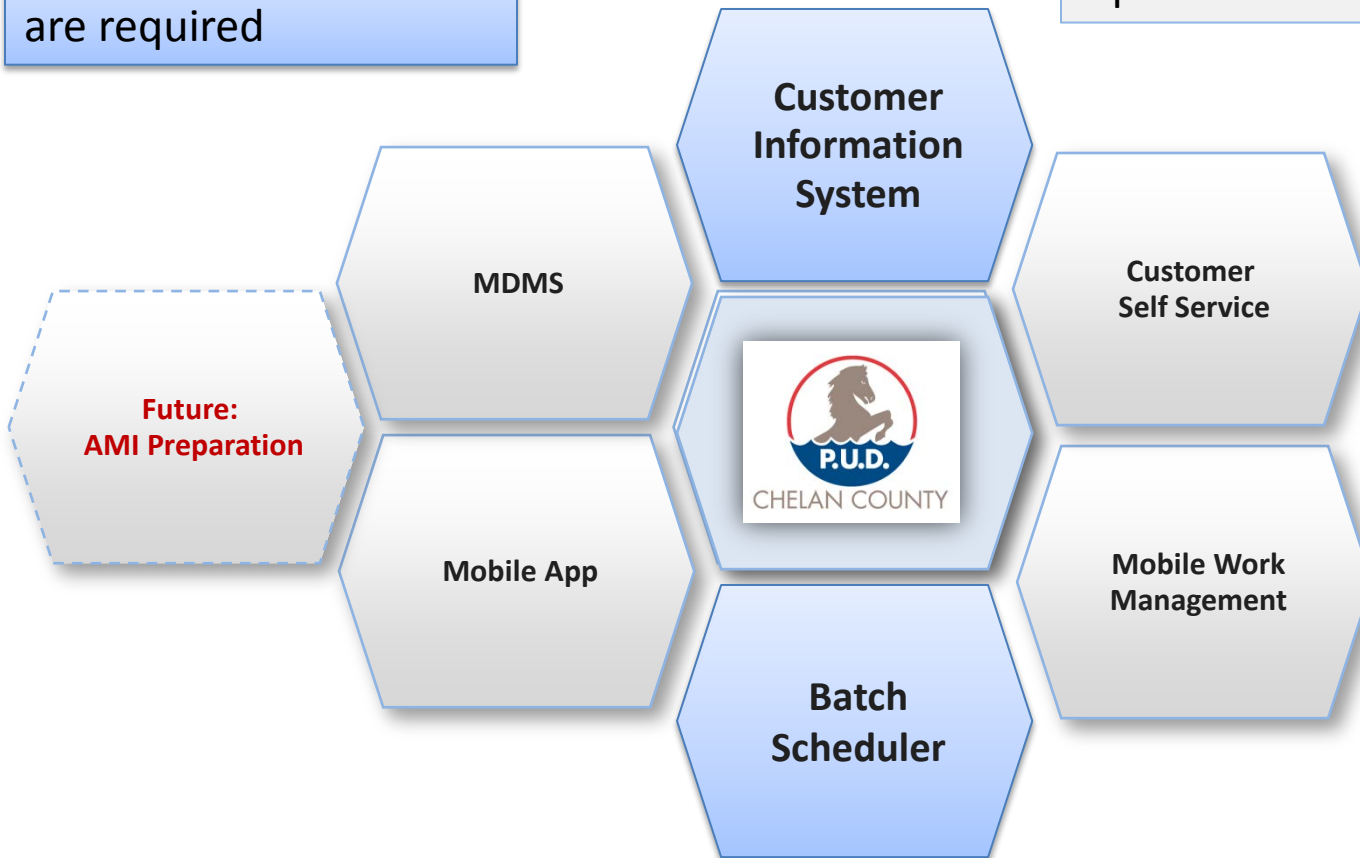 are required
Customer
Information
System
MDMS
Customer
Self Service
Future:
AMI Preparation
P.U.D.
CHELAN COUNTY
Mobile App
Mobile Work
Management
Batch
Scheduler